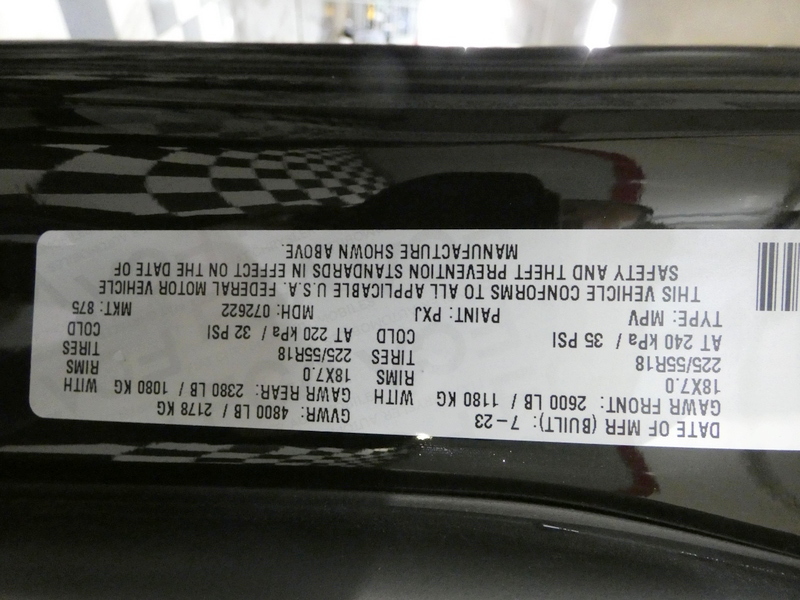 DATE OF MFR (BUILT): 7-23 GVWR: 4800 LB / 2178 KG
GAWR FRONT: 2600 LB / 1180 KG WITH GAWR REAR: 2380 LB / 1080 KG WITH
18X7.0 RIMS 18X7.0 RIMS
225/55R18 TIRES 225/55R18 TIRES
AT 240 kPa / 35 PSI COLD AT 220 kPa / 32 PSI COLD
TYPE: MPV PAINT: PXJ MDH: 072622 MKT: 875
THIS VEHICLE CONFORMS TO ALL APPLICABLE U.S.A. FEDERAL MOTOR VEHICLE
SAFETY AND THEFT PREVENTION STANDARDS IN EFFECT ON THE DATE OF
MANUFACTURE SHOWN ABOVE.